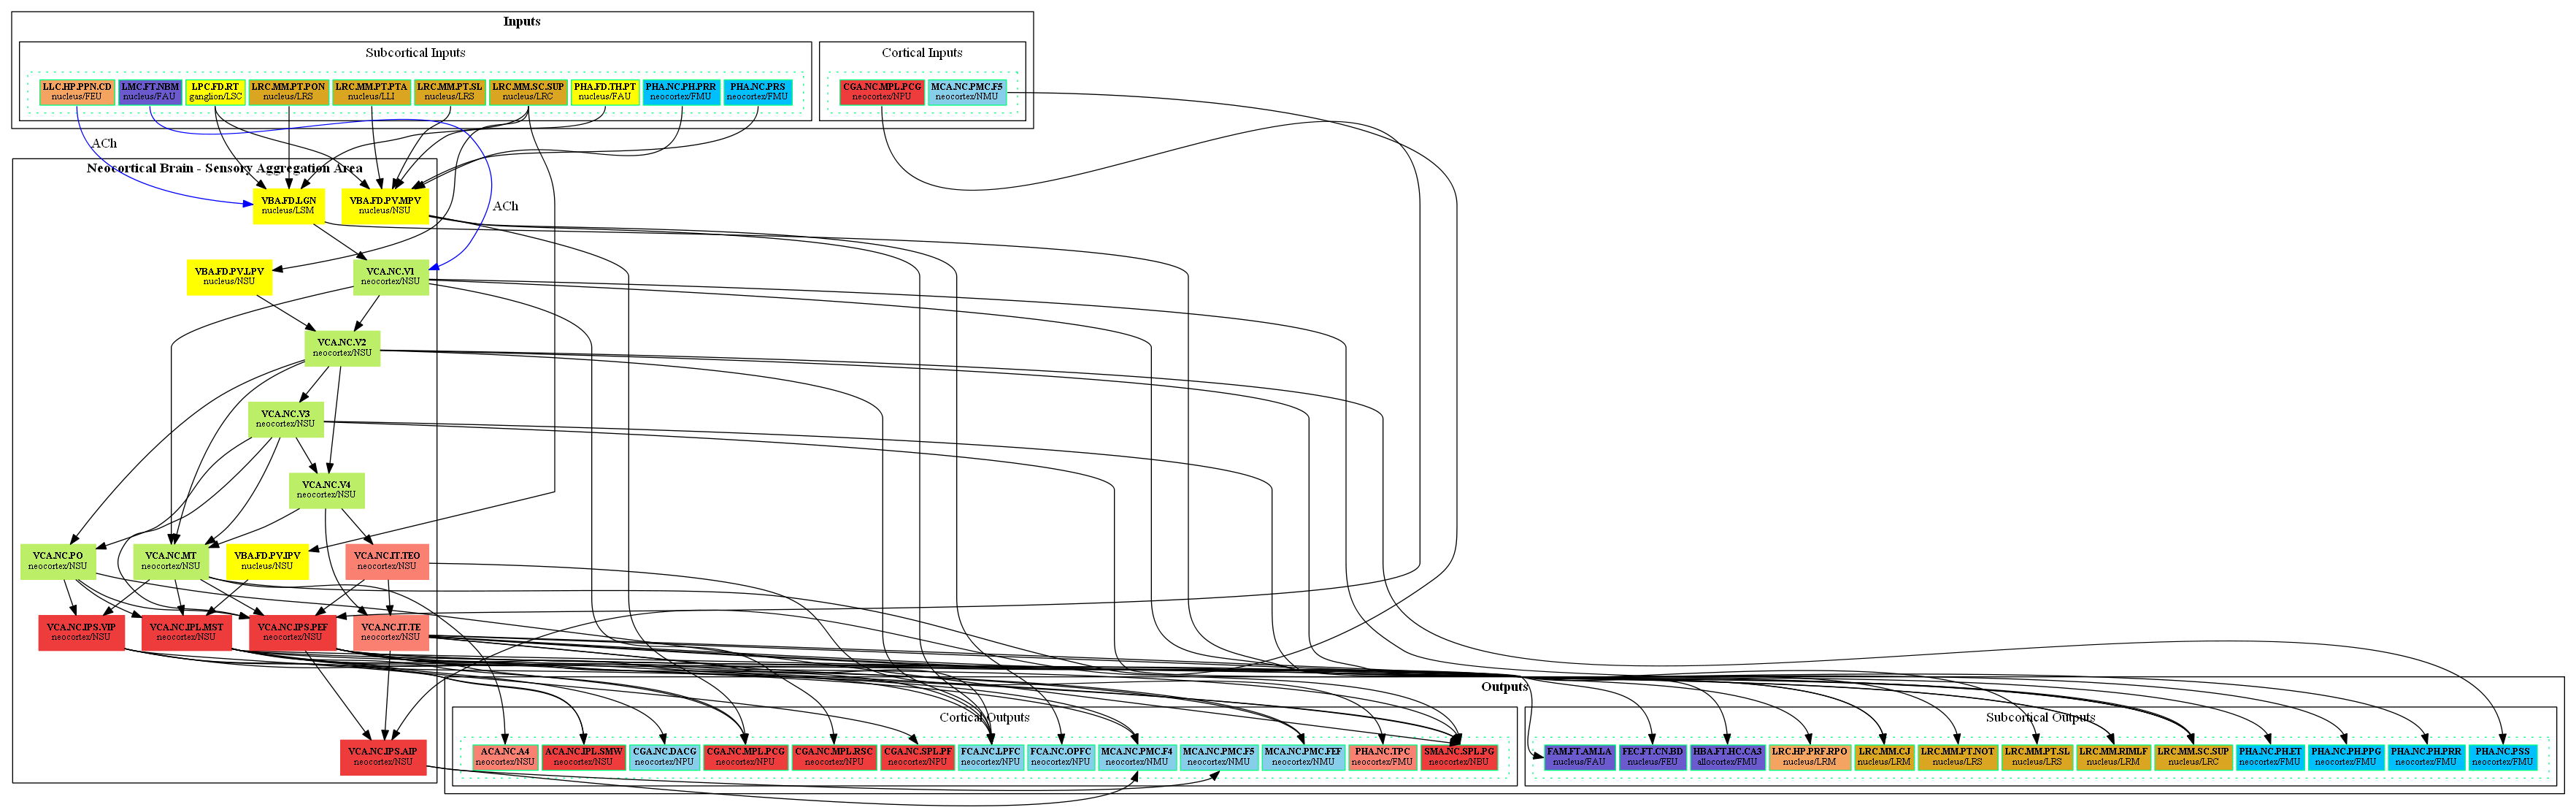 Inputs
Subcortical Inputs
Cortical Inputs
LLC.HP.PPN.CD
nucleus/FEU
LMC.FT.NBM
nucleus/FAU
LPC.FD.RT
ganglion/LSC
LRC.MM.PT.PON
nucleus/LRS
LRC.MM.PT.PTA
nucleus/LLI
LRC.MM.PT.SL
nucleus/LRS
LRC.MM.SC.SUP
nucleus/LRC
PHA.FD.TH.PT
nucleus/FAU
PHA.NC.PH.PRR
neocortex/FMU
PHA.NC.PRS
neocortex/FMU
CGA.NC.MPL.PCG
neocortex/NPU
MCA.NC.PMC.F5
neocortex/NMU
ACh
Neocortical Brain - Sensory Aggregation Area
VBA.FD.LGN
nucleus/LSM
VBA.FD.PV.MPV
nucleus/NSU
ACh
VBA.FD.PV.LPV
nucleus/NSU
VCA.NC.V1
neocortex/NSU
VCA.NC.V2
neocortex/NSU
VCA.NC.V3
neocortex/NSU
VCA.NC.V4
neocortex/NSU
VCA.NC.PO
neocortex/NSU
VCA.NC.MT
neocortex/NSU
VBA.FD.PV.IPV
nucleus/NSU
VCA.NC.IT.TEO
neocortex/NSU
VCA.NC.IPS.VIP
neocortex/NSU
VCA.NC.IPL.MST
neocortex/NSU
VCA.NC.IPS.PEF
neocortex/NSU
VCA.NC.IT.TE
neocortex/NSU
VCA.NC.IPS.AIP
neocortex/NSU
Outputs
Cortical Outputs
Subcortical Outputs
ACA.NC.A4
neocortex/NSU
ACA.NC.IPL.SMW
neocortex/NSU
CGA.NC.DACG
neocortex/NPU
CGA.NC.MPL.PCG
neocortex/NPU
CGA.NC.MPL.RSC
neocortex/NPU
CGA.NC.SPL.PF
neocortex/NPU
FCA.NC.LPFC
neocortex/NPU
FCA.NC.OPFC
neocortex/NPU
MCA.NC.PMC.F4
neocortex/NMU
MCA.NC.PMC.F5
neocortex/NMU
MCA.NC.PMC.FEF
neocortex/NMU
PHA.NC.TPC
neocortex/FMU
SMA.NC.SPL.PG
neocortex/NBU
FAM.FT.AM.LA
nucleus/FAU
FEC.FT.CN.BD
nucleus/FEU
HBA.FT.HC.CA3
allocortex/FMU
LRC.HP.PRF.RPO
nucleus/LRM
LRC.MM.CJ
nucleus/LRM
LRC.MM.PT.NOT
nucleus/LRS
LRC.MM.PT.SL
nucleus/LRS
LRC.MM.RIMLF
nucleus/LRM
LRC.MM.SC.SUP
nucleus/LRC
PHA.NC.PH.ET
neocortex/FMU
PHA.NC.PH.PPG
neocortex/FMU
PHA.NC.PH.PRR
neocortex/FMU
PHA.NC.PSS
neocortex/FMU